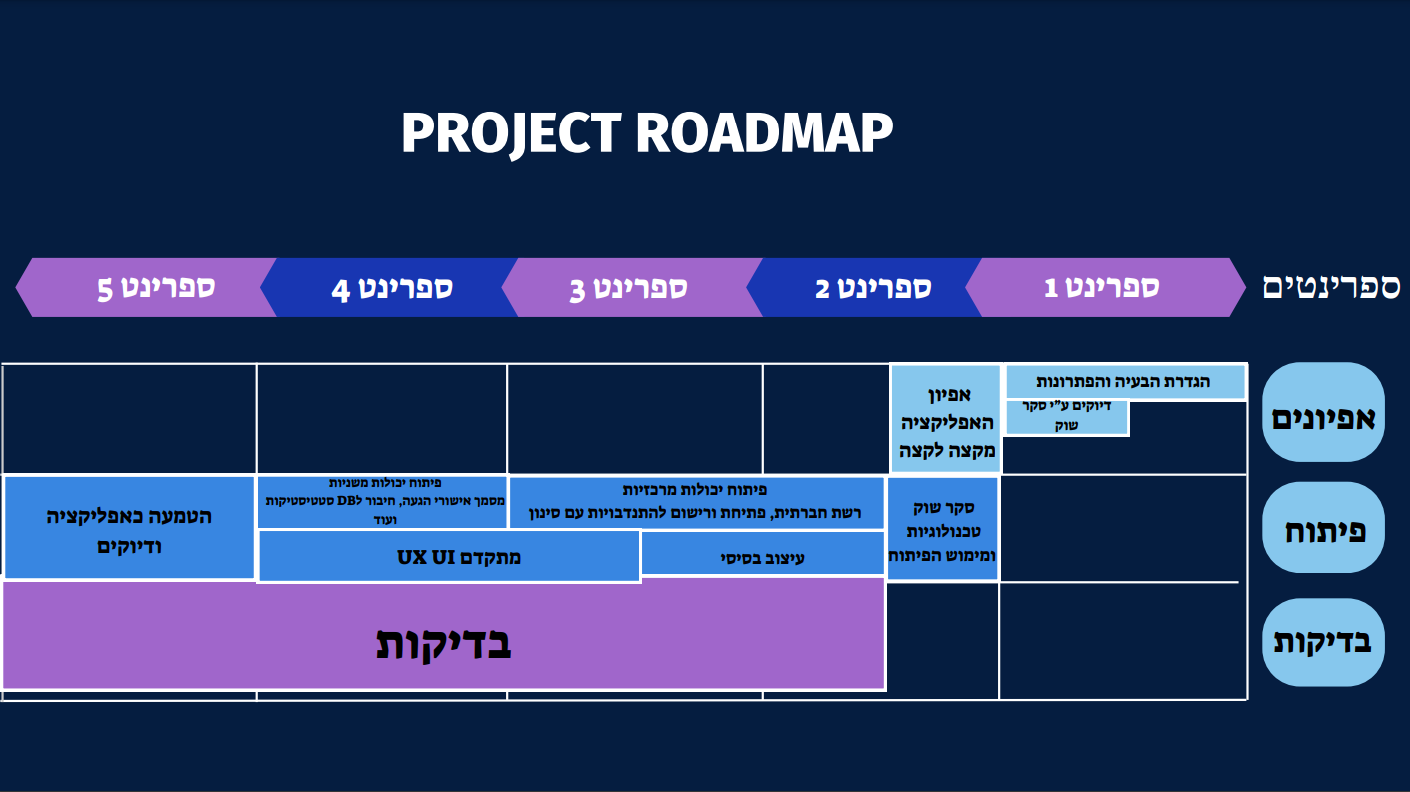 PROJECT ROADMAP
ספרינטים
ספרינט 1
ספרינט 2
ספרינט 3
ספרינט 4
ספרינט 5
אפיונים
הגדרת הבעיה והפתרונות
דיוקים ע"י סקר
שוק
אפיון
האפליקציה
מקצה לקצה
פיתוח
סקר שוק
טכנולוגיות
ומימוש הפיתוח
פיתוח יכולות מרכזיות
רשת חברתית, פתיחת ורישום להתנדבויות עם סינון
עיצוב בסיסי
פיתוח יכולות משניות
מסמך אישורי הגעה, חיבור לDB סטטיסטיקות
ועוד
מתקדם UX UI
הטמעה כאפליקציה
ודיוקים
בדיקות
בדיקות